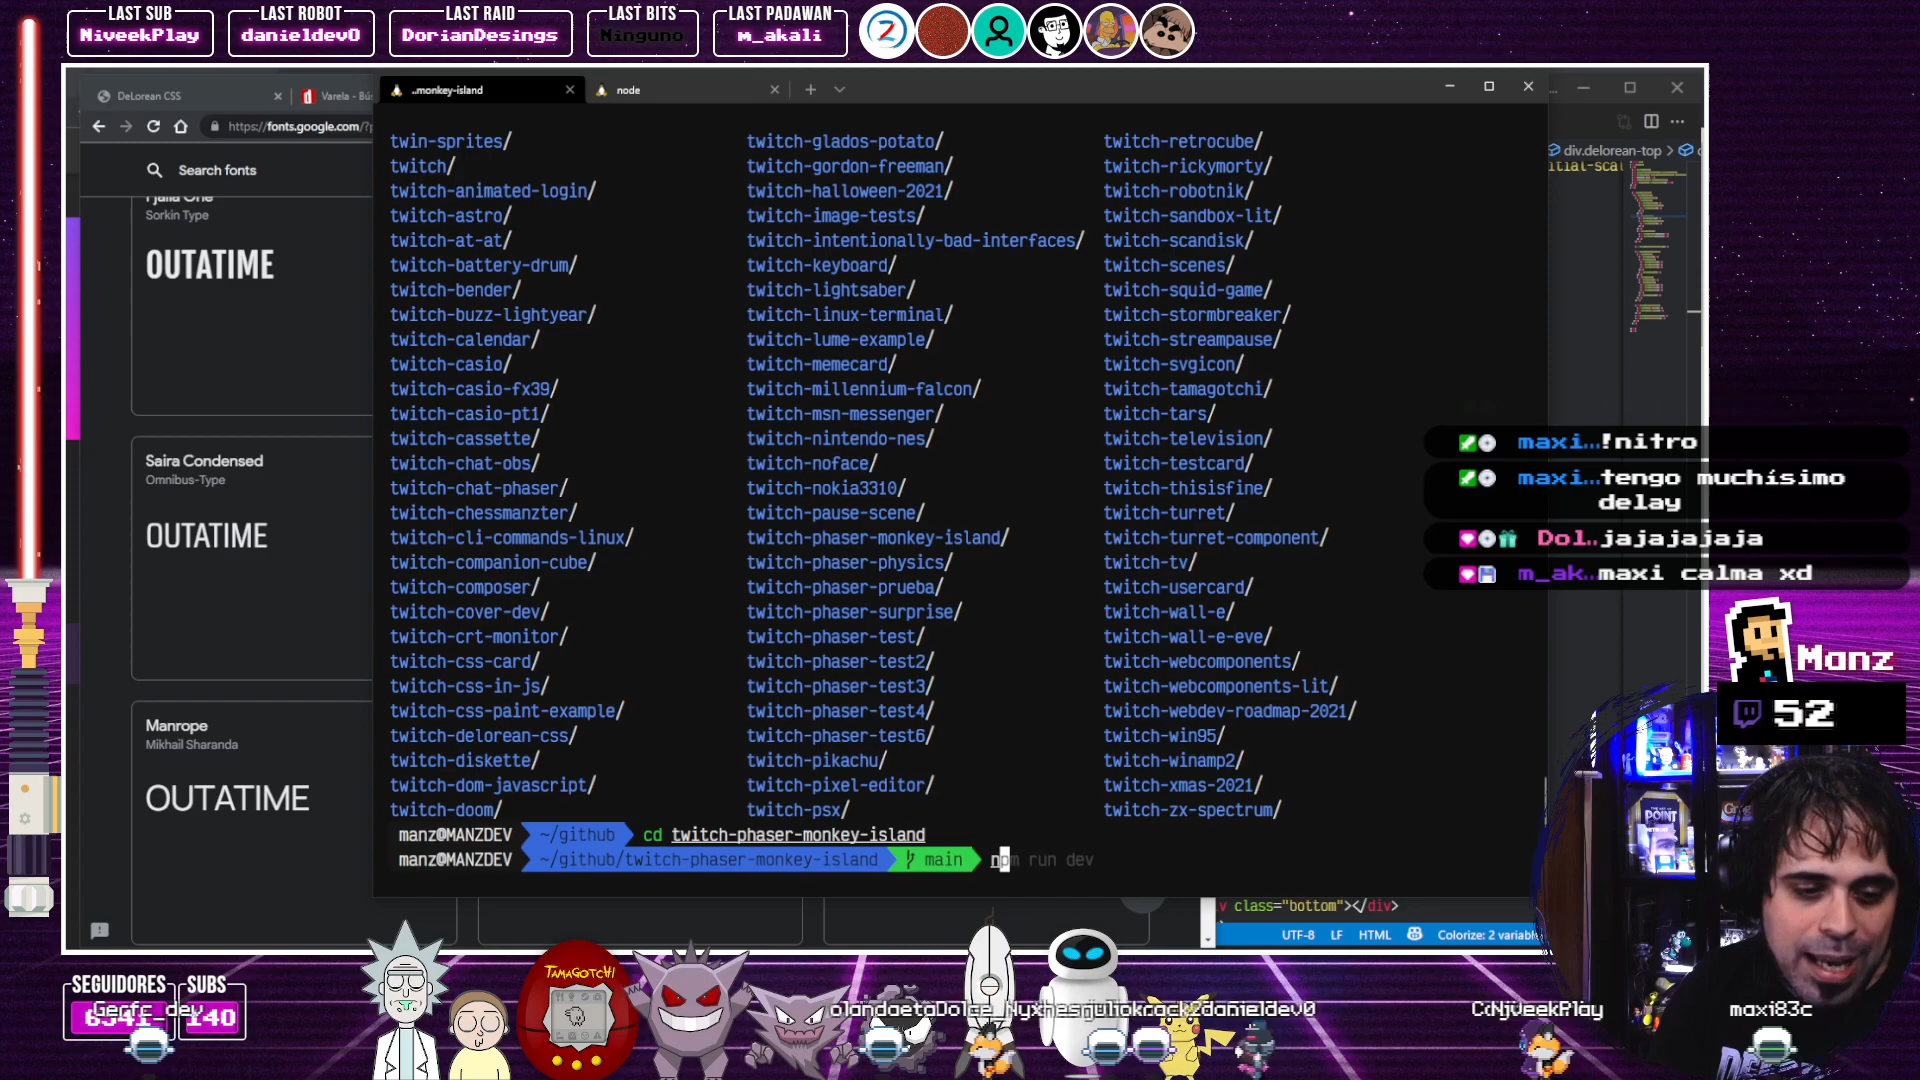 LAST SUB
NiveekPlay
LAST ROBOT
danieldev0
LAST RAID
DorianDesings
LAST BITS
Ninguno
LAST PADAWAN
m_akali
DeLorean CSS
Varela - Bús
https://fonts.google.com/?p
Search fonts
Fjalla One
Sorkin Type
OUTATIME
Saira Condensed
Omnibus-Type
OUTATIME
Manrope
Mikhail Sharanda
OUTATIME
..monkey-island
node
twin-sprites/
twitch/
twitch-animated-login/
twitch-astro/
twitch-at-at/
twitch-battery-drum/
twitch-bender/
twitch-buzz-lightyear/
twitch-calendar/
twitch-casio/
twitch-casio-fx39/
twitch-casio-pt1/
twitch-cassette/
twitch-chat-obs/
twitch-chat-phaser/
twitch-chessmanzter/
twitch-cli-commands-linux/
twitch-companion-cube/
twitch-composer/
twitch-cover-dev/
twitch-crt-monitor/
twitch-css-card/
twitch-css-in-js/
twitch-css-paint-example/
twitch-delorean-css/
twitch-diskette/
twitch-dom-javascript/
twitch-doom/
twitch-glados-potato/
twitch-gordon-freeman/
twitch-halloween-2021/
twitch-image-tests/
twitch-intentionally-bad-interfaces/
twitch-keyboard/
twitch-lightsaber/
twitch-linux-terminal/
twitch-lume-example/
twitch-memecard/
twitch-millennium-falcon/
twitch-msn-messenger/
twitch-nintendo-nes/
twitch-noface/
twitch-nokia3310/
twitch-pause-scene/
twitch-phaser-monkey-island/
twitch-phaser-physics/
twitch-phaser-prueba/
twitch-phaser-surprise/
twitch-phaser-test/
twitch-phaser-test2/
twitch-phaser-test3/
twitch-phaser-test4/
twitch-phaser-test6/
twitch-pikachu/
twitch-pixel-editor/
twitch-psx/
twitch-retrocube/
twitch-rickymorty/
twitch-robotnik/
twitch-sandbox-lit/
twitch-scandisk/
twitch-scenes/
twitch-squid-game/
twitch-stormbreaker/
twitch-streampause/
twitch-svgicon/
twitch-tamagotchi/
twitch-tars/
twitch-television/
twitch-testcard/
twitch-thisisfine/
twitch-turret/
twitch-turret-component/
twitch-tv/
twitch-usercard/
twitch-wall-e/
twitch-wall-e-eve/
twitch-webcomponents/
twitch-webcomponents-lit/
twitch-webdev-roadmap-2021/
twitch-win95/
twitch-winamp2/
twitch-xmas-2021/
twitch-zx-spectrum/
manz@MANZDEV ~/github cd twitch-phaser-monkey-island
manz@MANZDEV ~/github/twitch-phaser-monkey-island main npm run dev
div.delorean-top
itial-scal
v class="bottom"></div>
UTF-8 LF HTML Colorize: 2 variabl
maxi...!nitro
maxi...tengo muchísimo
delay
Dol..jajajajaja
m_ak..maxi calma xd
Manz
52
POINT
TAMAGOTCHI
SEGUIDORES
SUBS
140
NiveekPlay
maxi83c